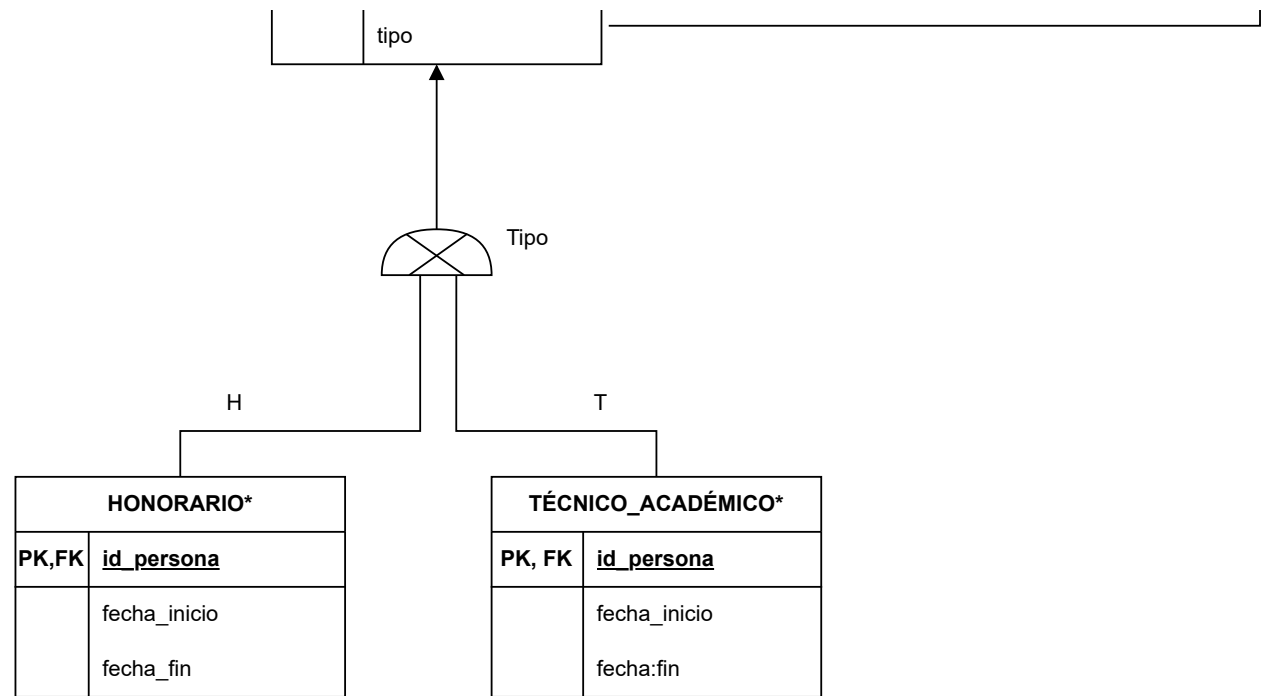 tipo
Tipo
H
T
HONORARIO*
PK,FK id_persona
fecha_inicio
fecha_fin
TÉCNICO_ACADÉMICO*
PK, FK id_persona
fecha_inicio
fecha:fin